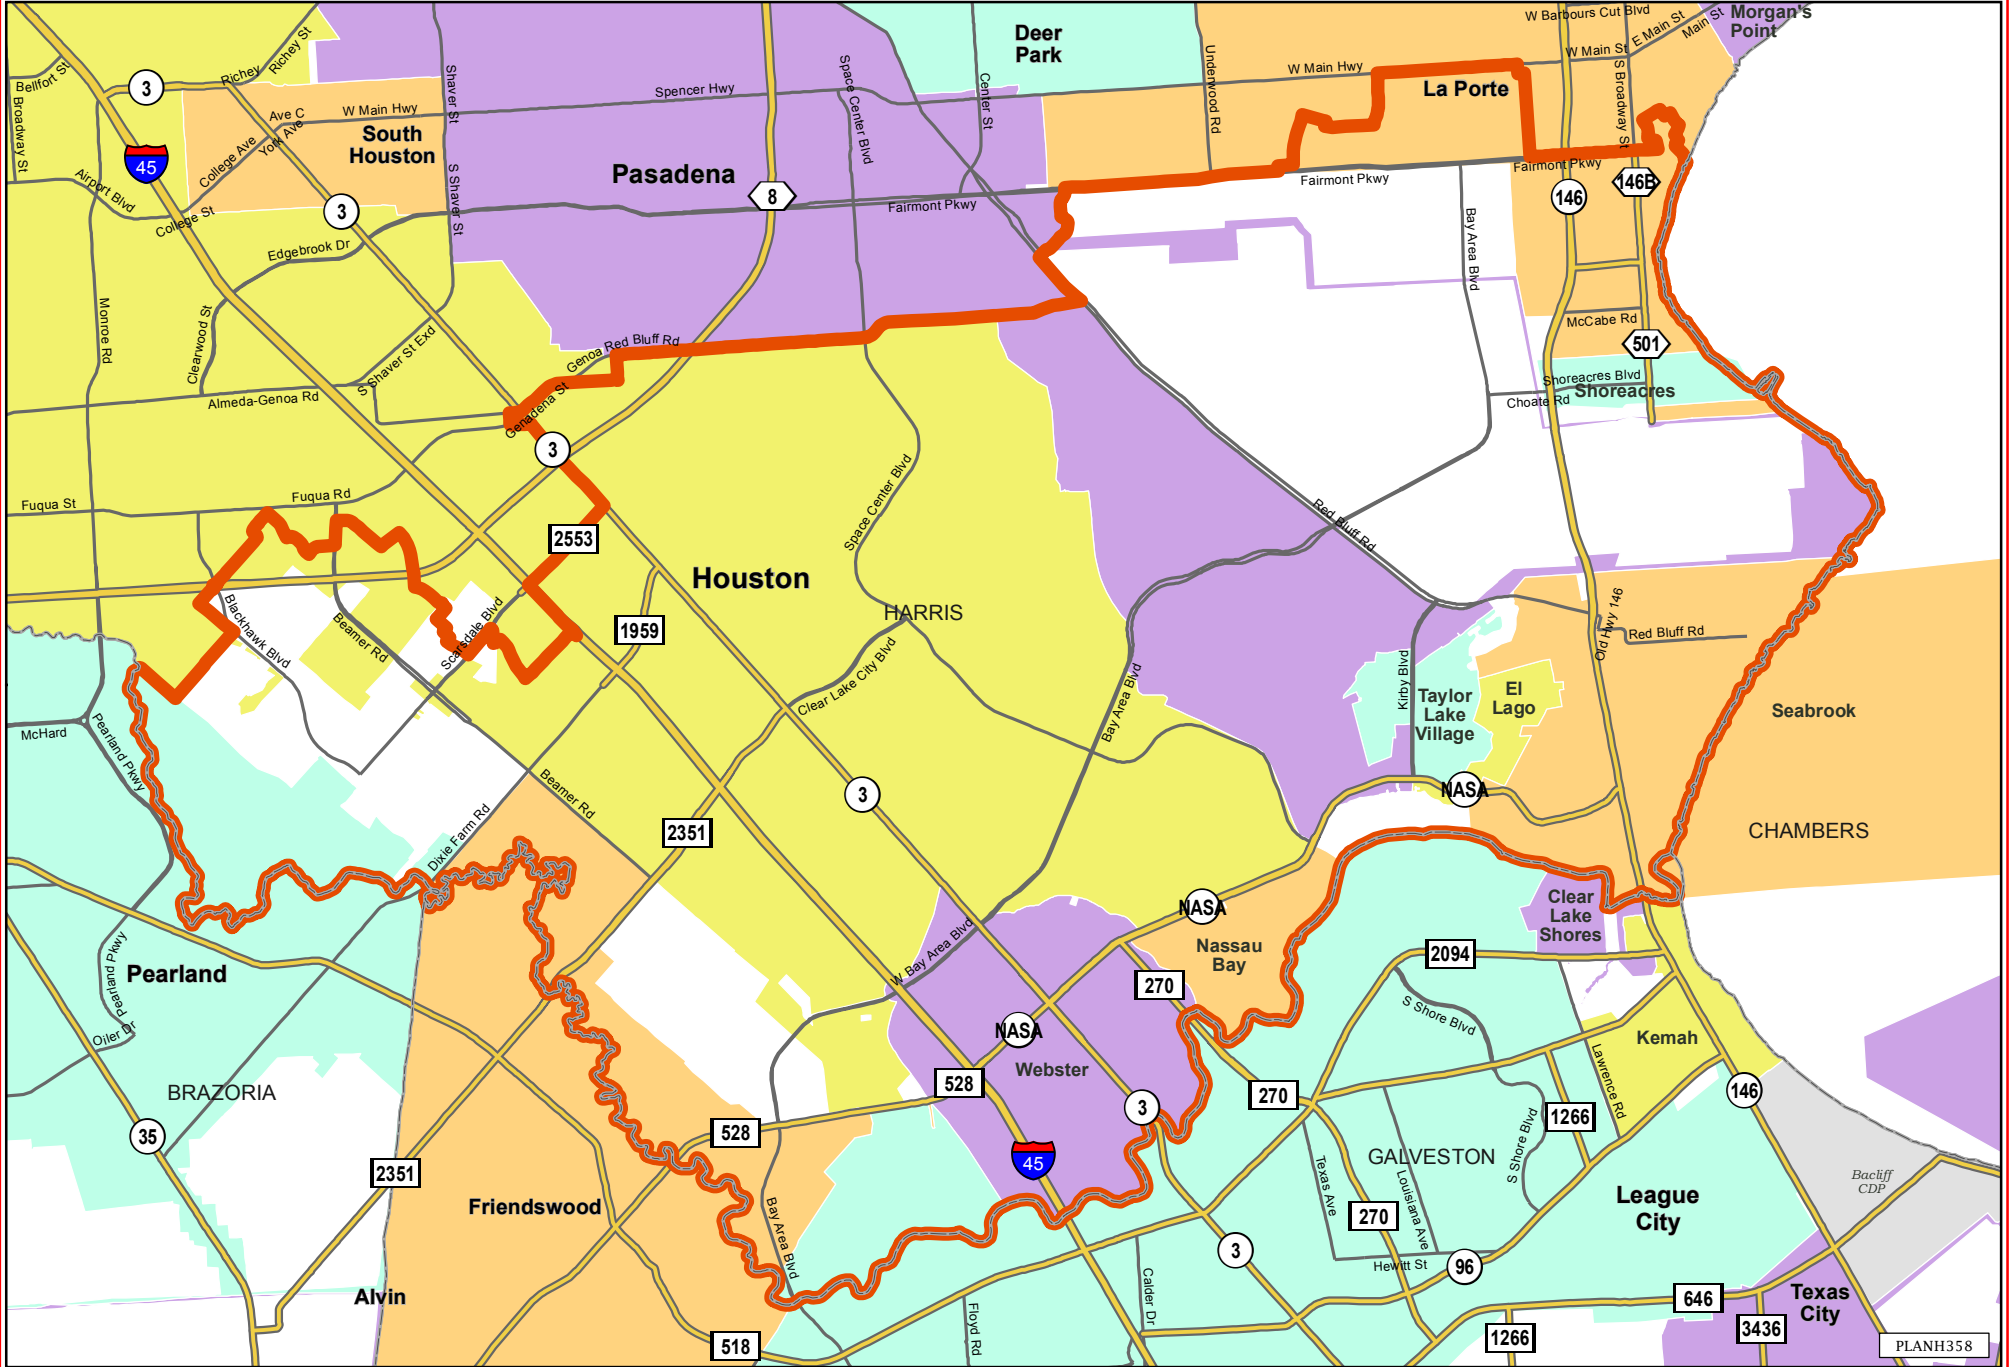 Deer
Park
Morgan's
Point
W Barbours Cut Blvd
E Main St
Main St
W Main St
Richey St
Richey
Bellfort St
3
Broadway St
Shaver St
Space Center Blvd
Center St
Underwood Rd
W Main Hwy
La Porte
S Broadway St
Spencer Hwy
Ave C
W Main Hwy
York Ave
College Ave
South
Houston
45
Pasadena
Airport Blvd
College St
3
S Shaver St
8
Fairmont Pkwy
Fairmont Pkwy
Fairmont Pkwy
146
146B
Edgebrook Dr
Bay Area Blvd
Monroe Rd
Clearwood St
S Shaver St Exd
Genoa Red Bluff Rd
McCabe Rd
501
Almeda-Genoa Rd
Genadena St
Shoreacres Blvd
Shoreacres
Choate Rd
3
Fuqua St
Fuqua Rd
2553
Space Center Blvd
Red Bluff Rd
Houston
HARRIS
Blackhawk Blvd
Beamer Rd
Scarsdale Blvd
1959
Old Hwy 146
Red Bluff Rd
Clear Lake City Blvd
Bay Area Blvd
Kirby Blvd
Taylor
Lake
Village
El
Lago
Seabrook
McHard
Pearland Pkwy
Beamer Rd
3
NASA
Dixie Farm Rd
2351
CHAMBERS
Clear
Lake
Shores
NASA
Nassau
Bay
W Bay Area Blvd
2094
Pearland
Pearland Pkwy
270
S Shore Blvd
Oiler Dr
NASA
Kemah
Webster
BRAZORIA
528
270
Lawrence Rd
146
35
528
3
1266
S Shore Blvd
45
GALVESTON
Texas Ave
Louisiana Ave
2351
Bacliff
CDP
Friendswood
Bay Area Blvd
League
City
270
3
Hewitt St
96
Alvin
Calder Dr
Floyd Rd
646
Texas
City
3436
518
1266
PLANH358